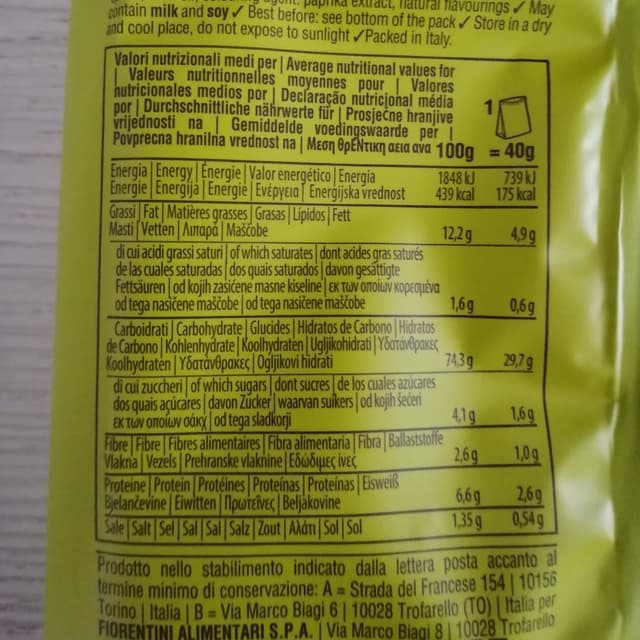 paprika extract, natural flavourings ✓ May
contain milk and soy ✓ Best before: see bottom of the pack ✓ Store in a dry
and cool place, do not expose to sunlight ✓ Packed in Italy.
Valori nutrizionali medi per | Average nutritional values for
| Valeurs nutritionnelles moyennes pour | Valores
nutricionales medios por | Declaração nutricional média
por | Durchschnittliche nährwerte für | Prosječne hranjive
vrijednosti na | Gemiddelde voedingswaarde per |
Povprecna hranilna vrednost na | Μεση θρΕΝτικη αεια ανα 100g
1
= 40g
Energia | Energy | Énergie | Valor energético | Energia 1848 kJ 739 kJ
Energie | Energija | Energie | Ενέργεια | Energijska vrednost 439 kcal 175 kcal
Grassi | Fat | Matières grasses | Grasas | Lípidos | Fett
Masti | Vetten | Λιπαρά | Maščobe 12,2 g 4,9 g
di cui acidi grassi saturi | of which saturates | dont acides gras saturés
de las cuales saturadas | dos quais saturados | davon gesättigte
Fettsäuren | od kojih zasićene masne kiseline | εκ των οποίων κορεσμένα
od tega nasičene maščobe | od tega nasičene maščobe 1,6 g 0,6 g
Carboidrati | Carbohydrate | Glucides | Hidratos de Carbono | Hidratos
de Carbono | Kohlenhydrate | Koolhydraten | Ugljikohidrati | Υδατάνθρακες
Koolhydraten | Υδατάνθρακες | Ogljikovi hidrati 74,3 g 29,7 g
di cui zuccheri | of which sugars | dont sucres | de los cuales azúcares
dos quais açúcares | davon Zucker | waarvan suikers | od kojih šećeri
εκ των οποίων σάκχ | od tega sladkorji 4,1 g 1,6 g
Fibre | Fibre | Fibres alimentaires | Fibra alimentaria | Fibra | Ballaststoffe
Vlakna | Vezels | Prehranske vlaknine | Εδώδιμες ίνες 2,6 g 1,0 g
Proteine | Protein | Protéines | Proteínas | Proteínas | Eiweiß
Bjelančevine | Eiwitten | Πρωτεΐνες | Beljakovine 6,6 g 2,6 g
Sale | Salt | Sel | Sal | Sal | Salz | Zout | Αλάτι | Sol | Sol 1,35 g 0,54 g
Prodotto nello stabilimento indicato dalla lettera posta accanto al
termine minimo di conservazione: A = Strada del Francese 154 | 10156
Torino | Italia | B = Via Marco Biagi 6 | 10028 Trofarello (TO) | Italia per
FIORENTINI ALIMENTARI S.P.A. | Via Marco Biagi 8 | 10028 Trofarello